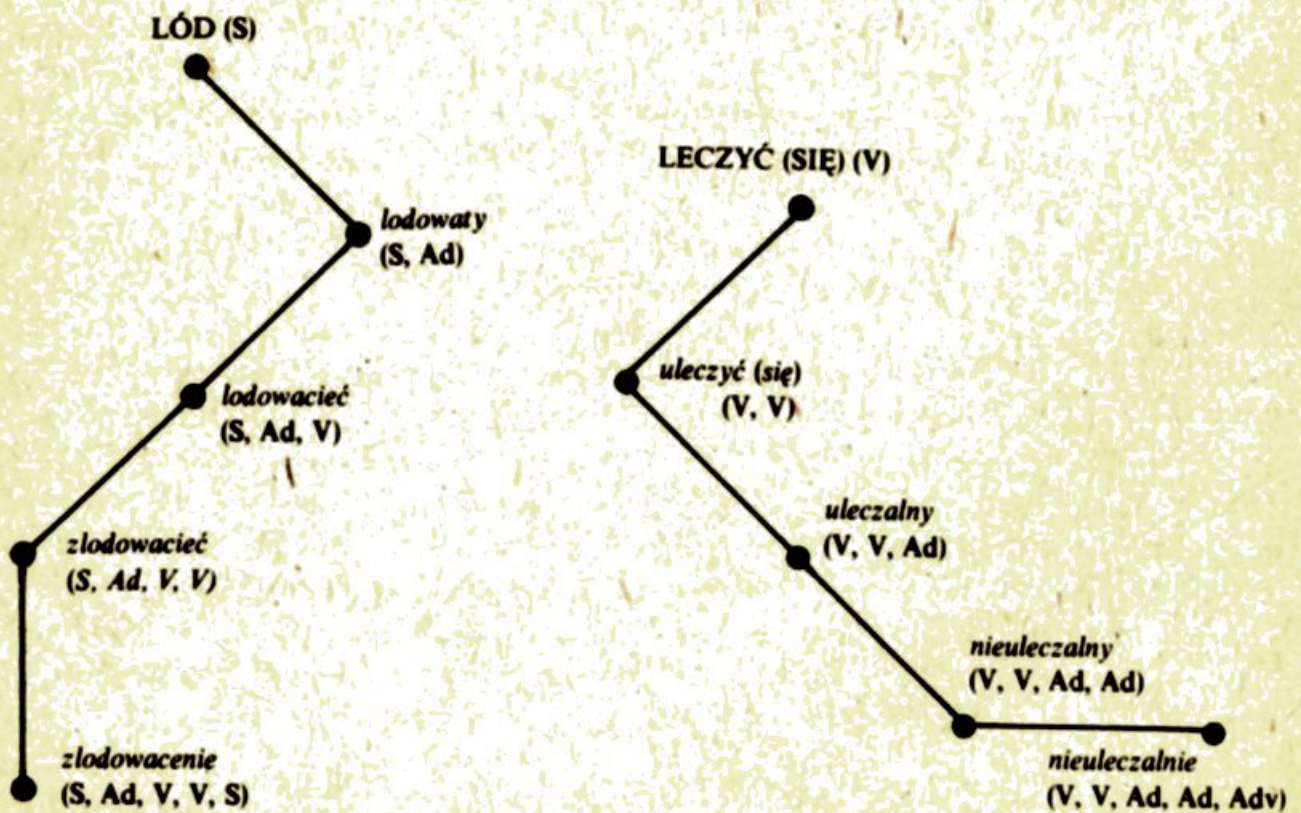 LÓD (S)
lodowaty
(S, Ad)
lodowacieć
(S, Ad, V)
zlodowacieć
(S, Ad, V, V)
zlodowacenie
(S, Ad, V, V, S)
LECZYĆ (SIĘ) (V)
uleczyć (się)
(V, V)
uleczalny
(V, V, Ad)
nieuleczalny
(V, V, Ad, Ad)
nieuleczalnie
(V, V, Ad, Ad, Adv)